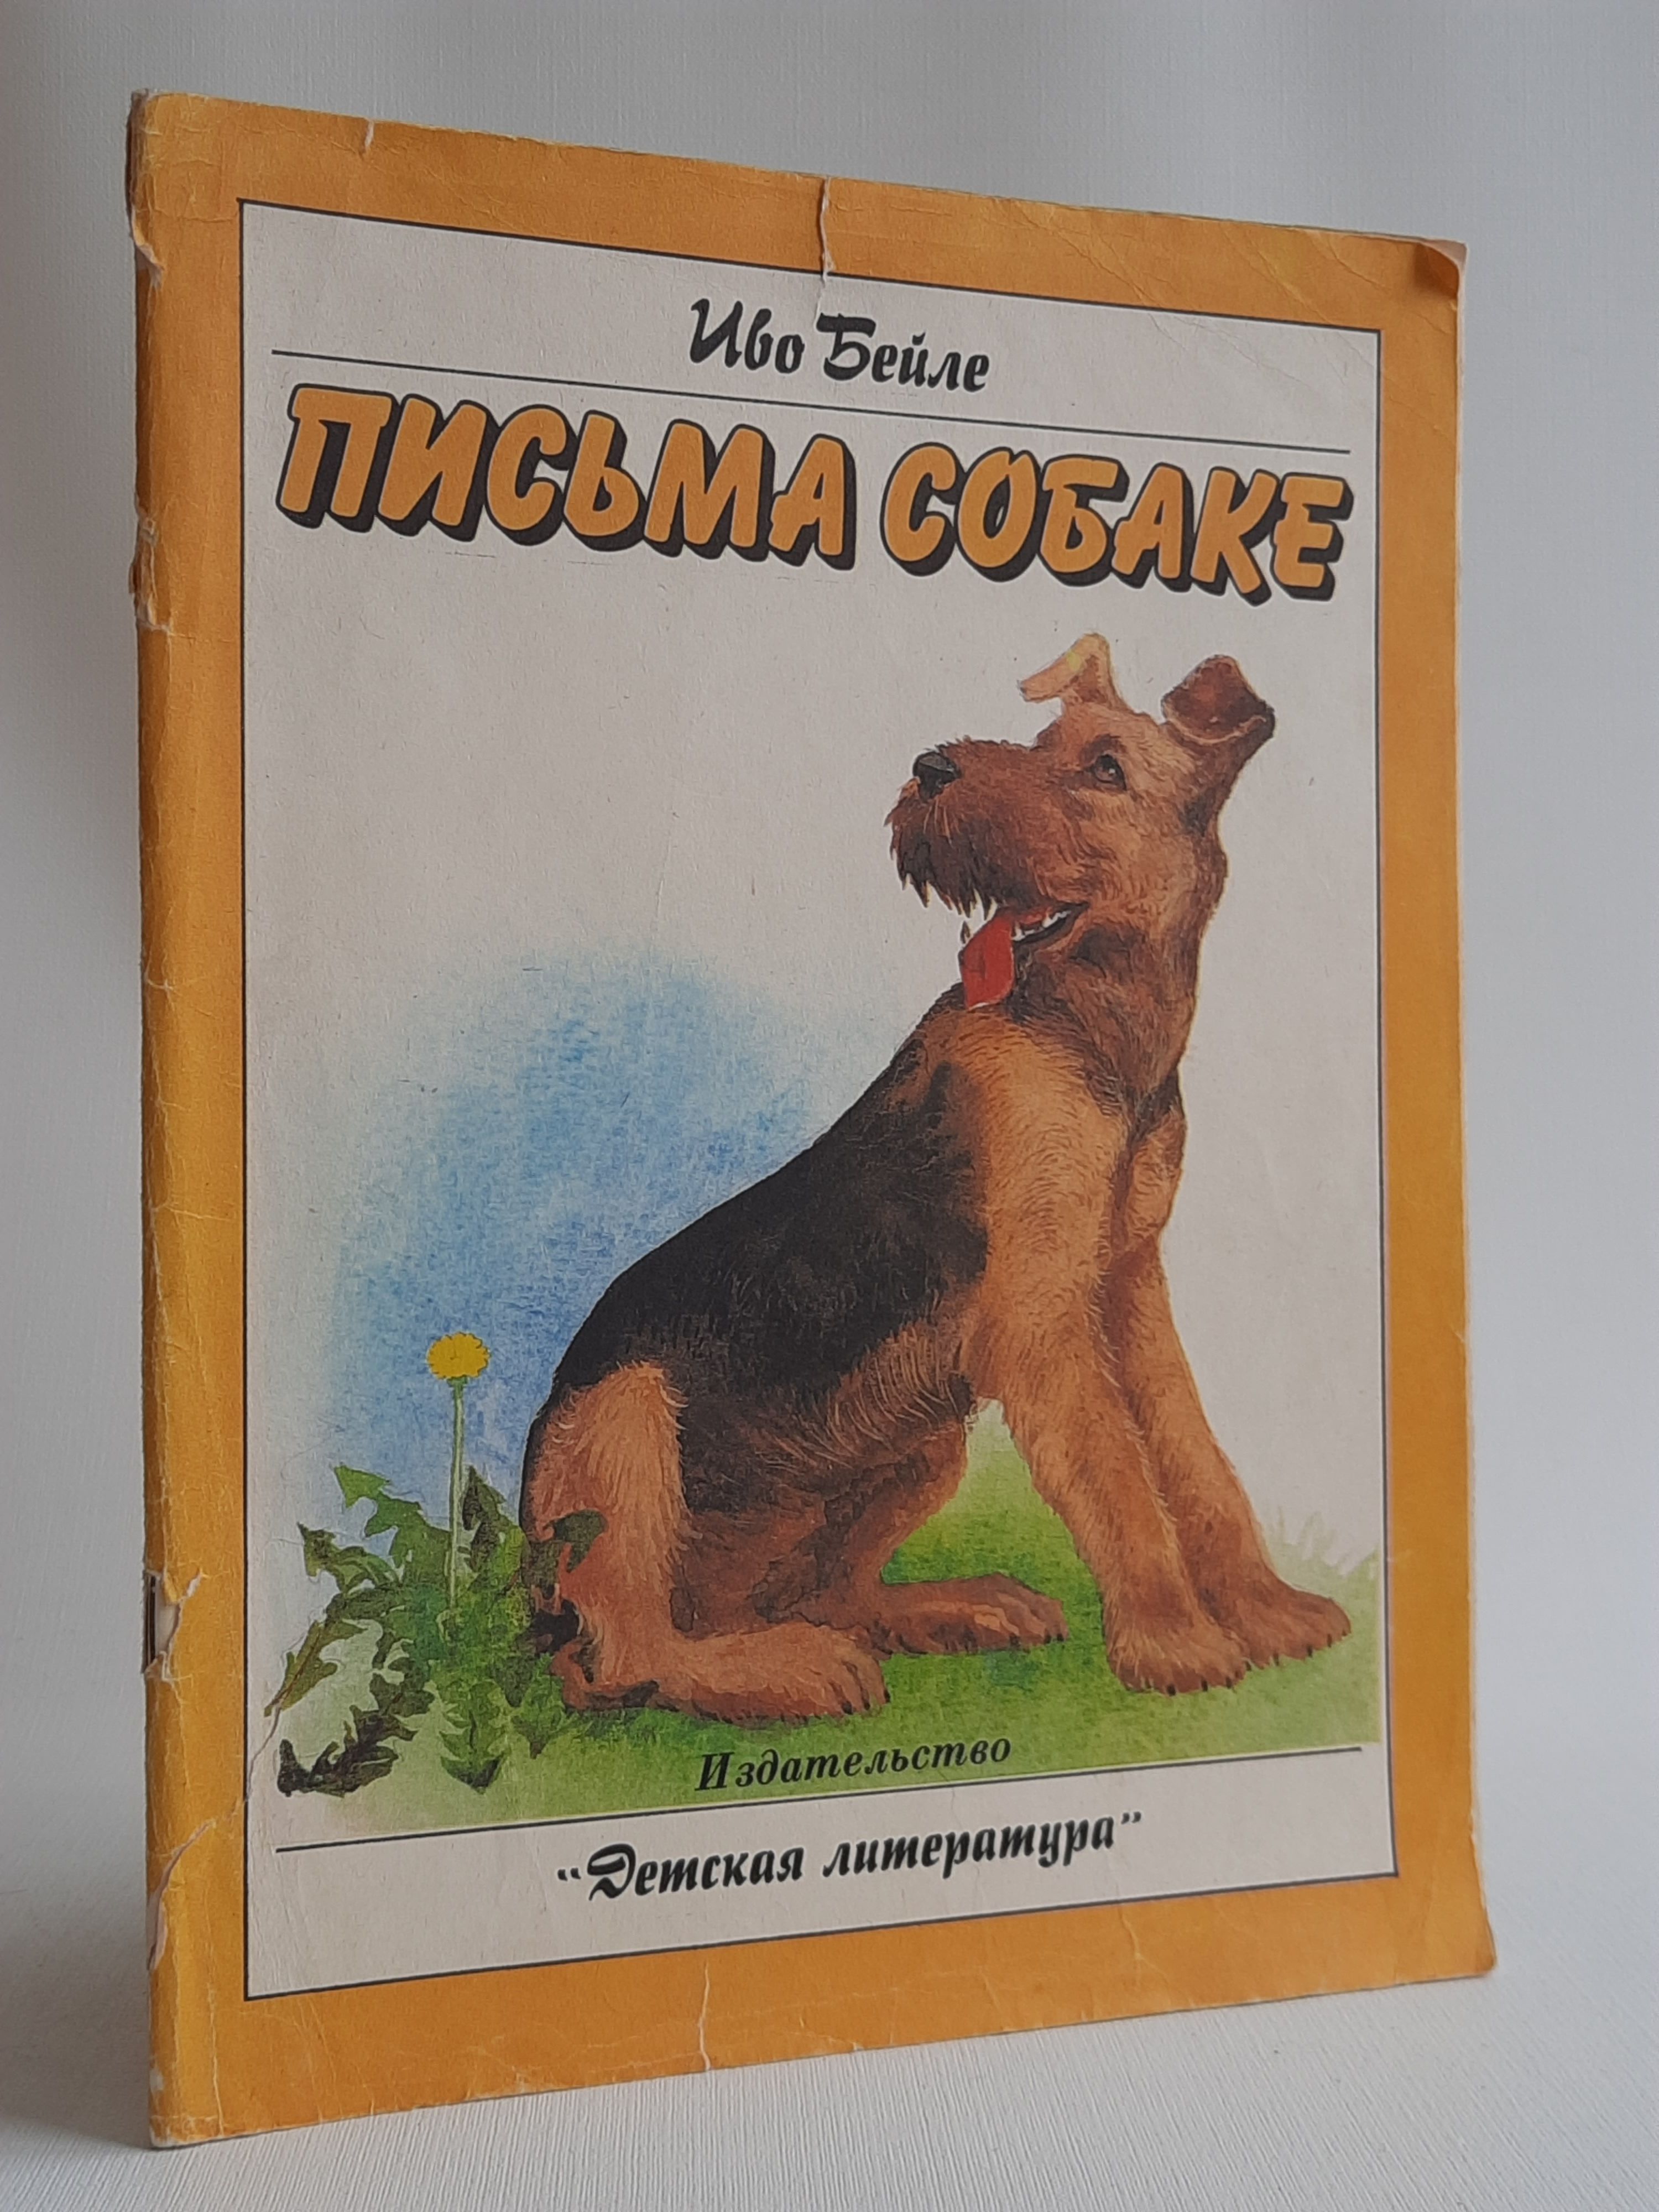 Иво Бейле
ПИСЬМА СОБАКЕ
Издательство
"Детская литература"